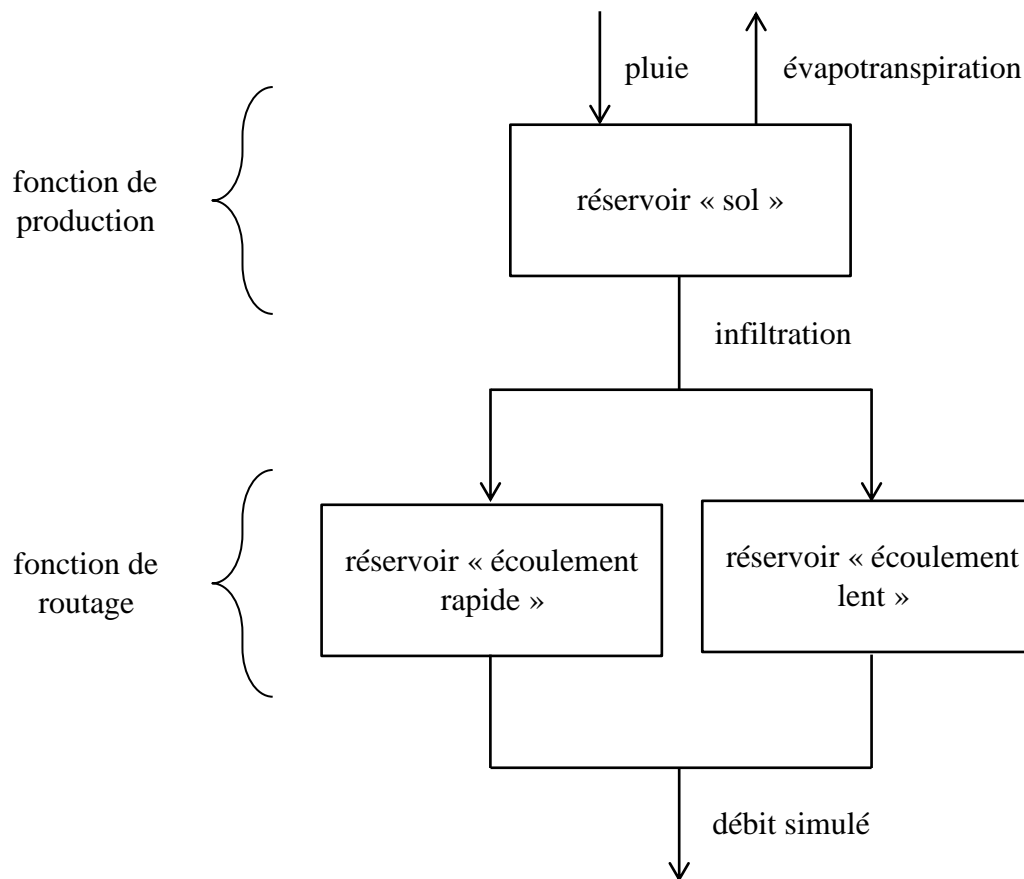 pluie
évapotranspiration
fonction de
production
réservoir « sol »
infiltration
fonction de
routage
réservoir « écoulement
rapide »
réservoir « écoulement
lent »
débit simulé